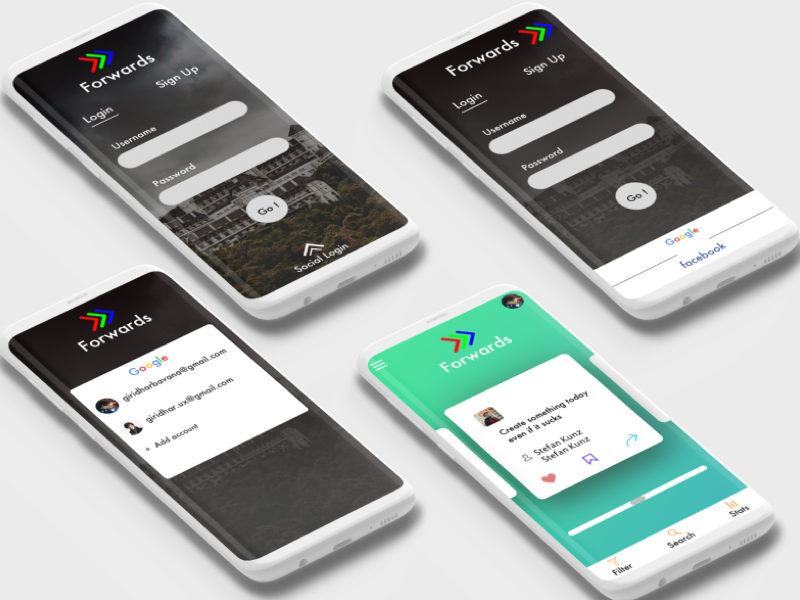 Forwards
Login
Sign Up
Username
Password
Go !
Social Login
Forwards
Login
Sign Up
Username
Password
Go !
Google
facebook
Forwards
Google
giridharbavana@gmail.com
giridhar.ux@gmail.com
+ Add account
Forwards
Create something today
even if it sucks
Stefan Kunz
Stefan Kunz
Filter
Search
Stats